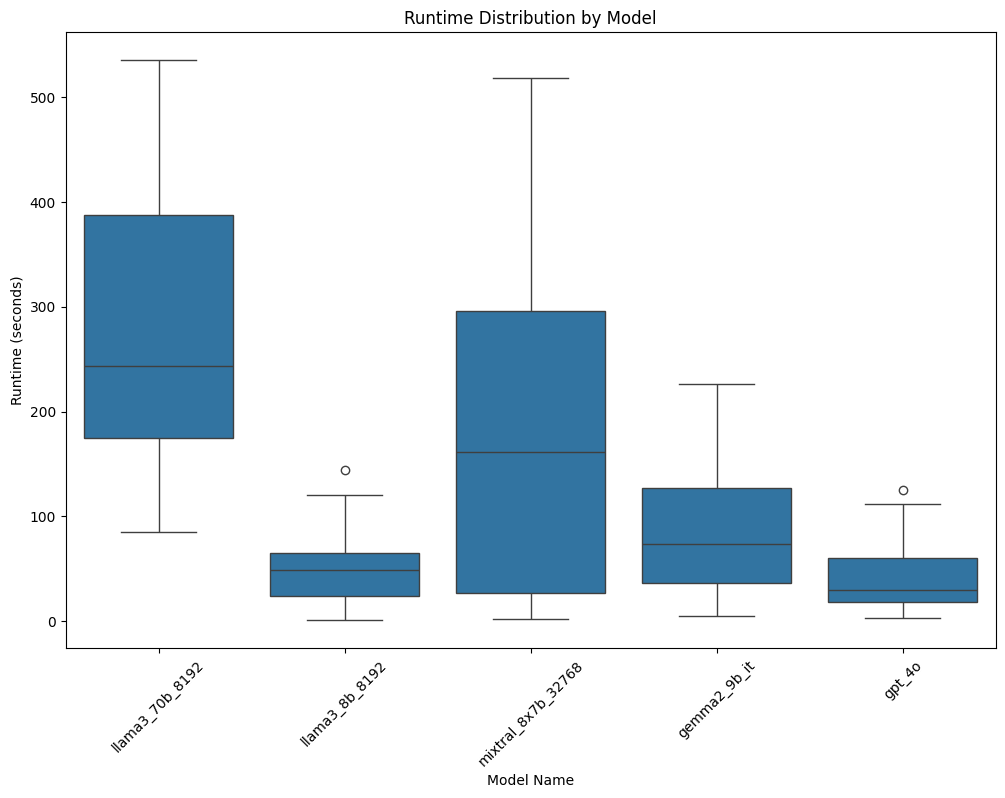 Runtime Distribution by Model
Runtime (seconds)
500
400
300
200
100
0
llama3_70b_8192
llama3_8b_8192
mixtral_8x7b_32768
gemma2_9b_it
gpt_4o
Model Name